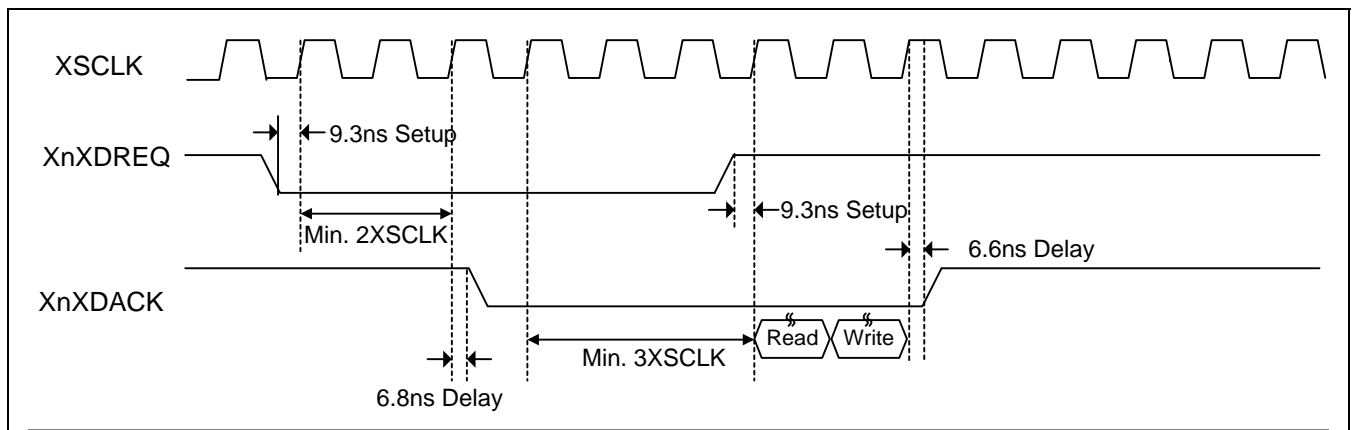 XSCLK
9.3ns Setup
XnXDREQ
9.3ns Setup
Min. 2XSCLK
6.6ns Delay
XnXDACK
Read
Write
Min. 3XSCLK
6.8ns Delay